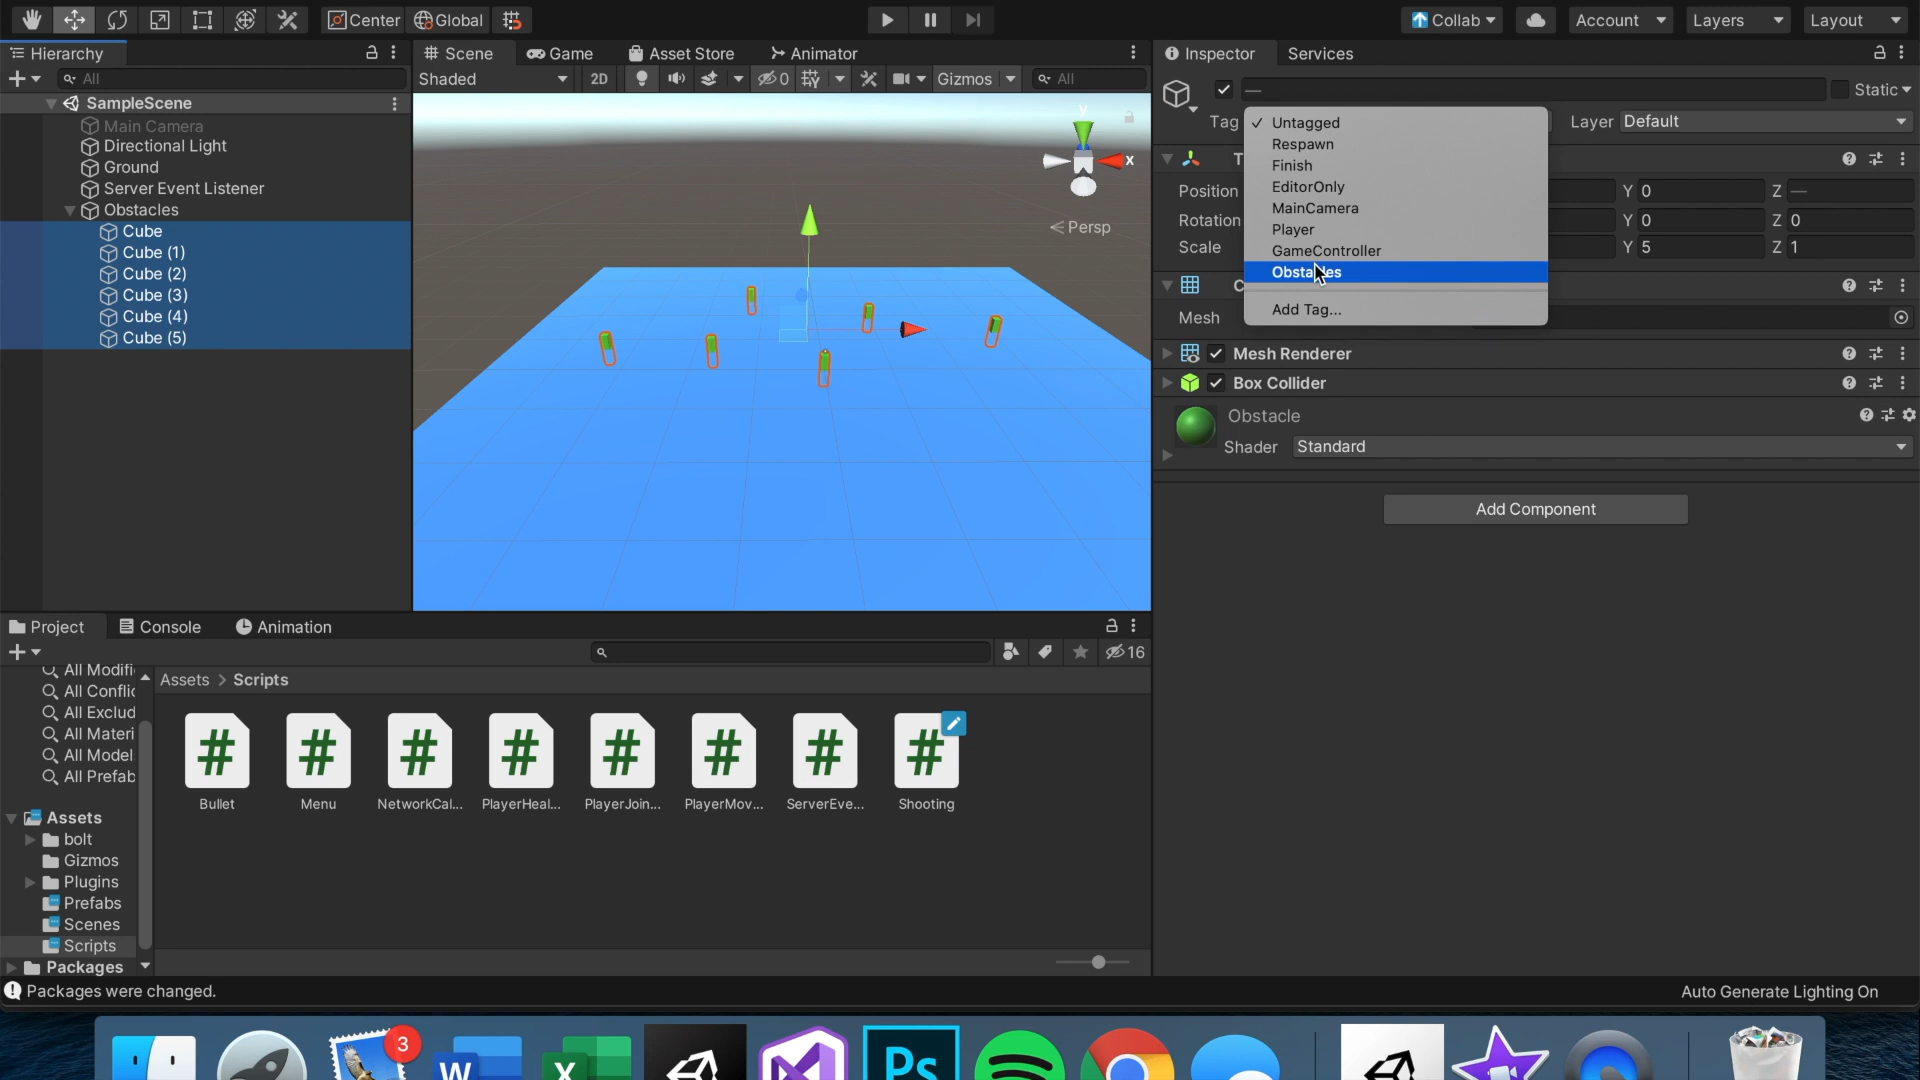 Center
Global
Collab
Account
Layers
Layout
Hierarchy
All
SampleScene
Main Camera
Directional Light
Ground
Server Event Listener
Obstacles
Cube
Cube (1)
Cube (2)
Cube (3)
Cube (4)
Cube (5)
Scene
Game
Asset Store
Animator
Shaded
2D
0
Gizmos
All
y
x
Persp
Inspector
Services
—
Static
Tag
Layer Default
Untagged
Respawn
Finish
EditorOnly
MainCamera
Player
GameController
Obstacles
Add Tag...
T
Position
Y 0
Z —
Rotation
Y 0
Z 0
Scale
Y 5
Z 1
C
Mesh
Mesh Renderer
Box Collider
Obstacle
Shader
Standard
Add Component
Project
Console
Animation
16
All Modifi
All Conflic
All Exclud
All Materi
All Model
All Prefab
Assets
bolt
Gizmos
Plugins
Prefabs
Scenes
Scripts
Packages
Assets > Scripts
Bullet
Menu
NetworkCal...
PlayerHeal...
PlayerJoin...
PlayerMov...
ServerEve...
Shooting
Packages were changed.
Auto Generate Lighting On
3
W
X
Ps